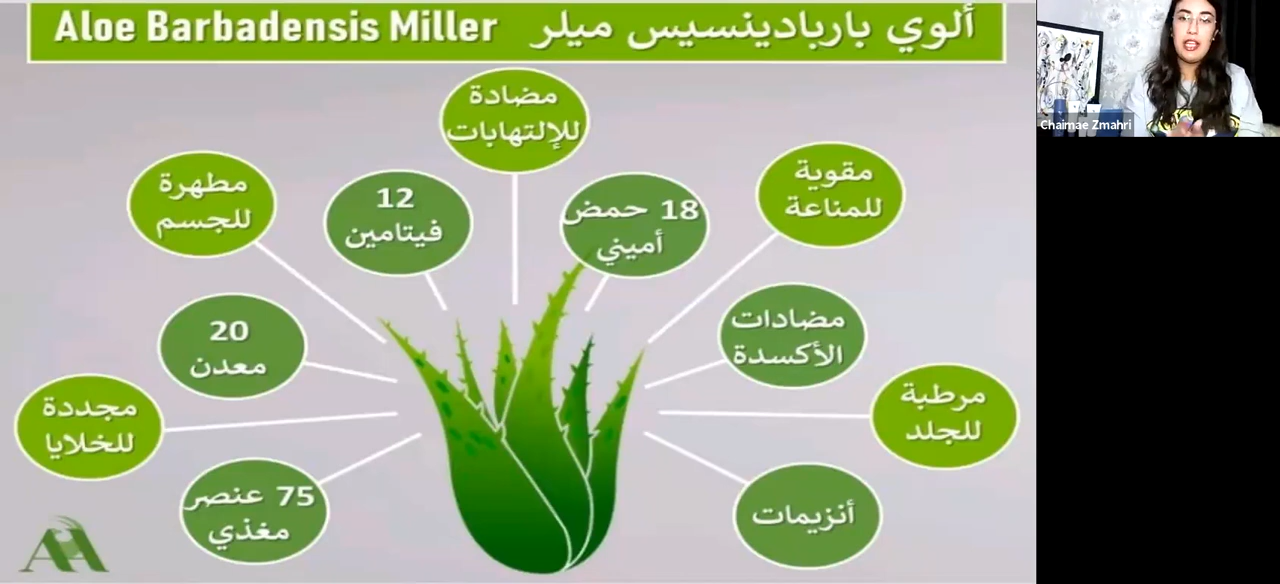 Aloe Barbadensis Miller ألوي باربادينسيس ميلر
مضادة
للإلتهابات
مقوية
للمناعة
18 حمض
أميني
12
فيتامين
مطهرة
للجسم
مضادات
الأكسدة
20
معدن
مرطبة
للجلد
مجددة
للخلايا
أنزيمات
75 عنصر
مغذي
AA
Chaimae Zmahri